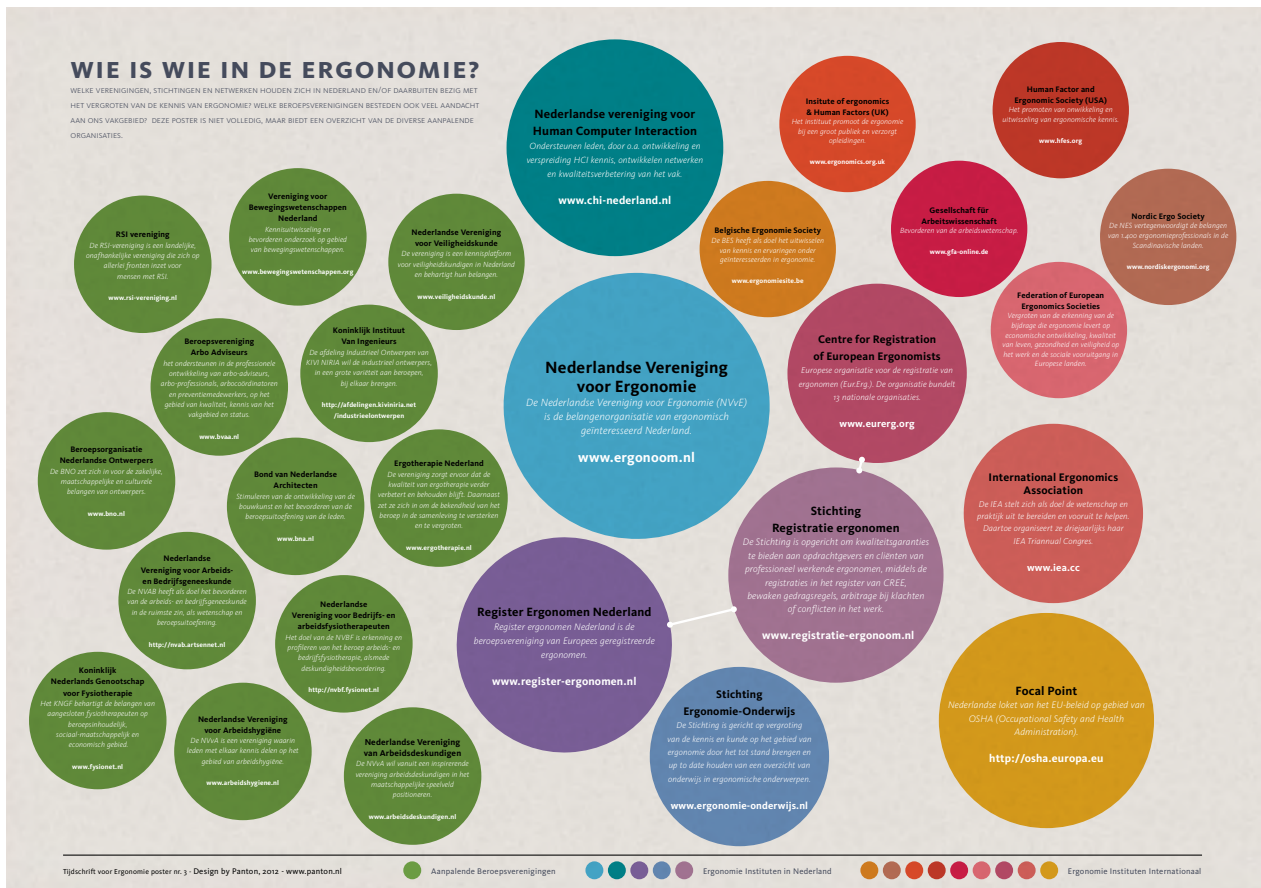 WIE IS WIE IN DE ERGONOMIE?
WELKE VERENIGINGEN, STICHTINGEN EN NETWERKEN HOUDEN ZICH IN NEDERLAND EN/OF DAARBUITEN BEZIG MET
HET VERGROTEN VAN DE KENNIS VAN ERGONOMIE? WELKE BEROEPSVERENIGINGEN BESTEDEN OOK VEEL AANDACHT
AAN ONS VAKGEBIED? DEZE POSTER IS NIET VOLLEDIG, MAAR BIEDT EEN OVERZICHT VAN DE DIVERSE AANPALENDE
ORGANISATIES.
Nederlandse vereniging voor
Human Computer Interaction
Ondersteunen leden, door o.a. ontwikkeling en
verspreiding HCI kennis, ontwikkelen netwerken
en kwaliteitsverbetering van het vak.
www.chi-nederland.nl
Insitute of ergonomics
& Human Factors (UK)
Het instituut promoot de ergonomie
bij een groot publiek en verzorgt
opleidingen.
www.ergonomics.org.uk
Human Factor and
Ergonomic Society (USA)
Het promoten van onwikkeling en
uitwisseling van ergonomische kennis.
www.hfes.org
RSI vereniging
De RSI-vereniging is een landelijke,
onafhankelijke vereniging die zich op
allerlei fronten inzet voor
mensen met RSI.
www.rsi-vereniging.nl
Vereniging voor
Bewegingswetenschappen
Nederland
Kennisuitwisseling en
bevorderen onderzoek op gebied
van bewegingswetenschappen.
www.bewegingswetenschappen.org
Nederlandse Vereniging
voor Veiligheidskunde
De vereniging is een kennisplatform
voor veiligheidskundigen in Nederland
en behartigt hun belangen.
www.veiligheidskunde.nl
Belgische Ergonomie Society
De BES heeft als doel het uitwisselen
van kennis en ervaringen onder
geinteresseerden in ergonomie.
www.ergonomiesite.be
Gesellschaft für
Arbeitswissenschaft
Bevorderen van de arbeidswetenschap.
www.gfa-online.de
Nordic Ergo Society
De NES vertegenwoordigt de belangen
van 1.400 ergonomieprofessionals in de
Scandinavische landen.
www.nordiskergonomi.org
Federation of European
Ergonomics Societies
Vergroten van de erkenning van de
bijdrage die ergonomie levert op
economische ontwikkeling, kwaliteit
van leven, gezondheid en veiligheid op
het werk en de sociale vooruitgang in
Europese landen.
Beroepsvereniging
Arbo Adviseurs
het ondersteunen in de professionele
ontwikkeling van arbo-adviseurs,
arbo-professionals, arbocoördinatoren
en preventiemedewerkers, op het
gebied van kwaliteit, kennis van het
vakgebied en status.
www.bvaa.nl
Koninklijk Instituut
Van Ingenieurs
De afdeling Industrieel Ontwerpen van
KIVI NIRIA wil de industrieel ontwerpers,
in een grote variëteit aan beroepen,
bij elkaar brengen.
http://afdelingen.kiviniria.net
/industrieelontwerpen
Nederlandse Vereniging
voor Ergonomie
De Nederlandse Vereniging voor Ergonomie (NVvE)
is de belangenorganisatie van ergonomisch
geïnteresseerd Nederland.
www.ergonoom.nl
Centre for Registration
of European Ergonomists
Europese organisatie voor de registratie van
ergonomen (Eur.Erg.). De organisatie bundelt
13 nationale organisaties.
www.eurerg.org
Beroepsorganisatie
Nederlandse Ontwerpers
De BNO zet zich in voor de zakelijke,
maatschappelijke en culturele
belangen van ontwerpers.
www.bno.nl
Bond van Nederlandse
Architecten
Stimuleren van de ontwikkeling van de
bouwkunst en het bevorderen van de
beroepsuitoefening van de leden.
www.bna.nl
Ergotherapie Nederland
De vereniging zorgt ervoor dat de
kwaliteit van ergotherapie verder
verbetert en behouden blijft. Daarnaast
zet ze zich in om de bekendheid van het
beroep in de samenleving te versterken
en te vergroten.
www.ergotherapie.nl
Stichting
Registratie ergonomen
De Stichting is opgericht om kwaliteitsgaranties
te bieden aan opdrachtgevers en cliënten van
professioneel werkende ergonomen, middels de
registraties in het register van CREE,
bewaken gedragsregels, arbitrage bij klachten
of conflicten in het werk.
www.registratie-ergonoom.nl
International Ergonomics
Association
De IEA stelt zich als doel de wetenschap en
praktijk uit te bereiden en vooruit te helpen.
Daartoe organiseert ze driejaarlijks haar
IEA Triannual Congres.
www.iea.cc
Nederlandse
Vereniging voor Arbeids-
en Bedrijfsgeneeskunde
De NVAB heeft als doel het bevorderen
van de arbeids- en bedrijfsgeneeskunde
in de ruimste zin, als wetenschap en
beroepsuitoefening.
http://nvab.artsennet.nl
Nederlandse
Vereniging voor Bedrijfs- en
arbeidsfysiotherapeuten
Het doel van de NVBF is erkenning en
profileren van het beroep arbeids- en
bedrijfsfysiotherapie, alsmede
deskundigheidsbevordering.
http://nvbf.fysionet.nl
Register Ergonomen Nederland
Register ergonomen Nederland is de
beroepsvereniging van Europees geregistreerde
ergonomen.
www.register-ergonomen.nl
Koninklijk
Nederlands Genootschap
voor Fysiotherapie
Het KNGF behartigt de belangen van
aangesloten fysiotherapeuten op
beroepsinhoudelijk,
sociaal-maatschappelijk en
economisch gebied.
www.fysionet.nl
Nederlandse Vereniging
voor Arbeidshygiëne
De NVvA is een vereniging waarin
leden met elkaar kennis delen op het
gebied van arbeidshygiëne.
www.arbeidshygiene.nl
Nederlandse Vereniging
van Arbeidsdeskundigen
De NVvA wil vanuit een inspirerende
vereniging arbeidsdeskundigen in het
maatschappelijke speelveld
positioneren.
www.arbeidsdeskundigen.nl
Stichting
Ergonomie-Onderwijs
De Stichting is gericht op vergroting
van de kennis en kunde op het gebied van
ergonomie door het tot stand brengen en
up to date houden van een overzicht van
onderwijs in ergonomische onderwerpen.
www.ergonomie-onderwijs.nl
Focal Point
Nederlandse loket van het EU-beleid op gebied van
OSHA (Occupational Safety and Health
Administration).
http://osha.europa.eu
Tijdschrift voor Ergonomie poster nr. 3 - Design by Panton, 2012 - www.panton.nl
Aanpalende Beroepsverenigingen
Ergonomie Instituten in Nederland
Ergonomie Instituten Internationaal